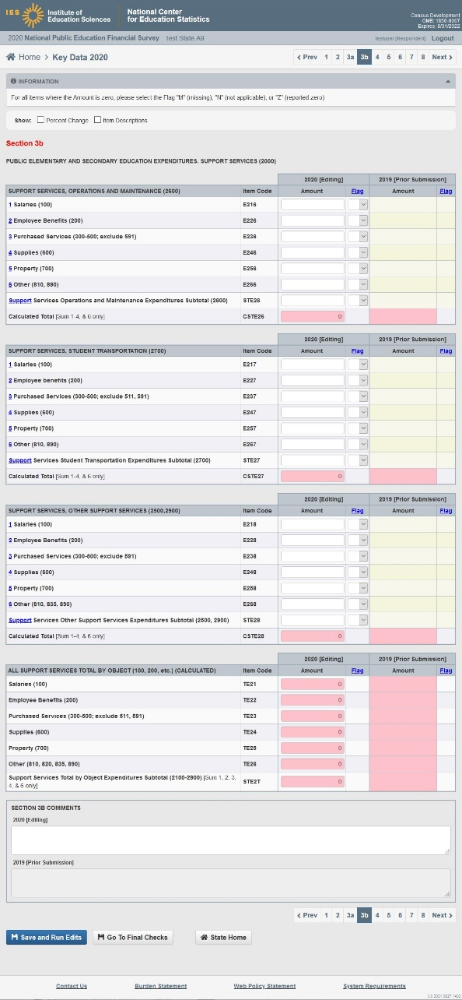 IES Institute of Education Sciences National Center for Education Statistics
Census Development
OMB: 1850-0067
Expires: 8/31/2022
2020 National Public Education Financial Survey Test State A9 testuser [Respondent] Logout
Home > Key Data 2020 Prev 1 2 3a 3b 4 5 6 7 8 Next
INFORMATION
For all items where the Amount is zero, please select the Flag "M" (missing), "N" (not applicable), or "Z" (reported zero)
Show: Percent Change Item Descriptions
Section 3b
PUBLIC ELEMENTARY AND SECONDARY EDUCATION EXPENDITURES. SUPPORT SERVICES (2000)
2020 [Editing] 2019 [Prior Submission]
SUPPORT SERVICES, OPERATIONS AND MAINTENANCE (2600) Item Code Amount Flag Amount Flag
1 Salaries (100) E216
2 Employee Benefits (200) E226
3 Purchased Services (300-500; exclude 591) E236
4 Supplies (600) E246
5 Property (700) E256
6 Other (810, 890) E266
Support Services Operations and Maintenance Expenditures Subtotal (2600) STE26
Calculated Total [Sum 1-4, & 6 only] CSTE26 0
2020 [Editing] 2019 [Prior Submission]
SUPPORT SERVICES, STUDENT TRANSPORTATION (2700) Item Code Amount Flag Amount Flag
1 Salaries (100) E217
2 Employee benefits (200) E227
3 Purchased Services (300-500; exclude 511, 591) E237
4 Supplies (600) E247
5 Property (700) E257
6 Other (810, 890) E267
Support Services Student Transportation Expenditures Subtotal (2700) STE27
Calculated Total [Sum 1-4, & 6 only] CSTE27 0
2020 [Editing] 2019 [Prior Submission]
SUPPORT SERVICES, OTHER SUPPORT SERVICES (2500,2900) Item Code Amount Flag Amount Flag
1 Salaries (100) E218
2 Employee Benefits (200) E228
3 Purchased Services (300-500; exclude 591) E238
4 Supplies (600) E248
5 Property (700) E258
6 Other (810, 835, 890) E268
Support Services Other Support Services Expenditures Subtotal (2500, 2900) STE28
Calculated Total [Sum 1-4, & 6 only] CSTE28 0
2020 [Editing] 2019 [Prior Submission]
ALL SUPPORT SERVICES TOTAL BY OBJECT (100, 200, etc.) (CALCULATED) Item Code Amount Flag Amount Flag
Salaries (100) TE21 0
Employee Benefits (200) TE22 0
Purchased Services (300-500; exclude 511, 591) TE23 0
Supplies (600) TE24 0
Property (700) TE25 0
Other [810, 820, 835, 890) TE26 0
Support Services Total by Object Expenditures Subtotal (2100-2900) [Sum 1, 2, 3, 4, & 6 only] STE2T 0
SECTION 3B COMMENTS
2020 [Editing]
2019 [Prior Submission]
Prev 1 2 3a 3b 4 5 6 7 8 Next
Save and Run Edits Go To Final Checks State Home
Contact Us Burden Statement Web Policy Statement System Requirements
3.0.2021.0827.1432